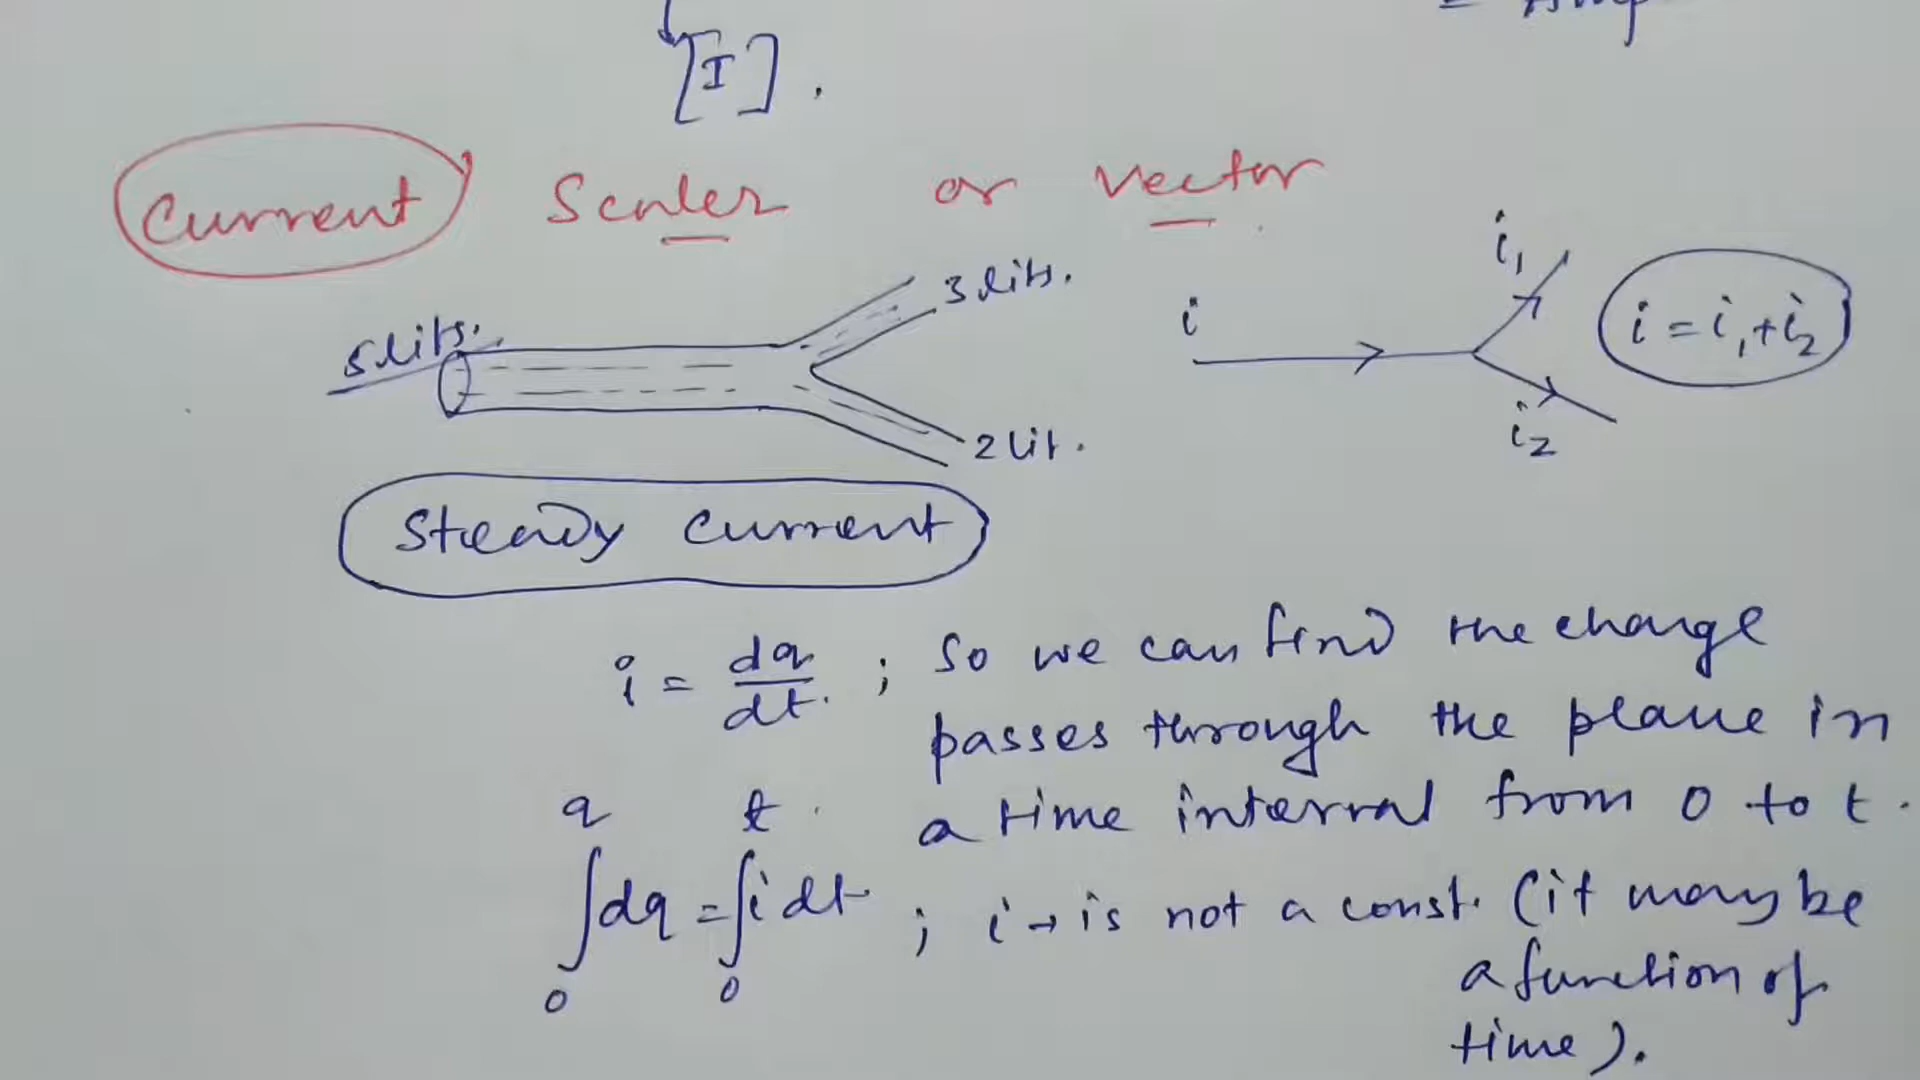 [I].
Current Scaler or vector
5 lits. 3 lits. i i₁ i = i₁+i₂
2 lit. i₂
Steady Current
i = dq/dt. ; So we can find the charge
passes through the plane in
a time interval from 0 to t.
∫₀^q dq = ∫₀^t i dt ; i → is not a const. (it may be
a function of
time).